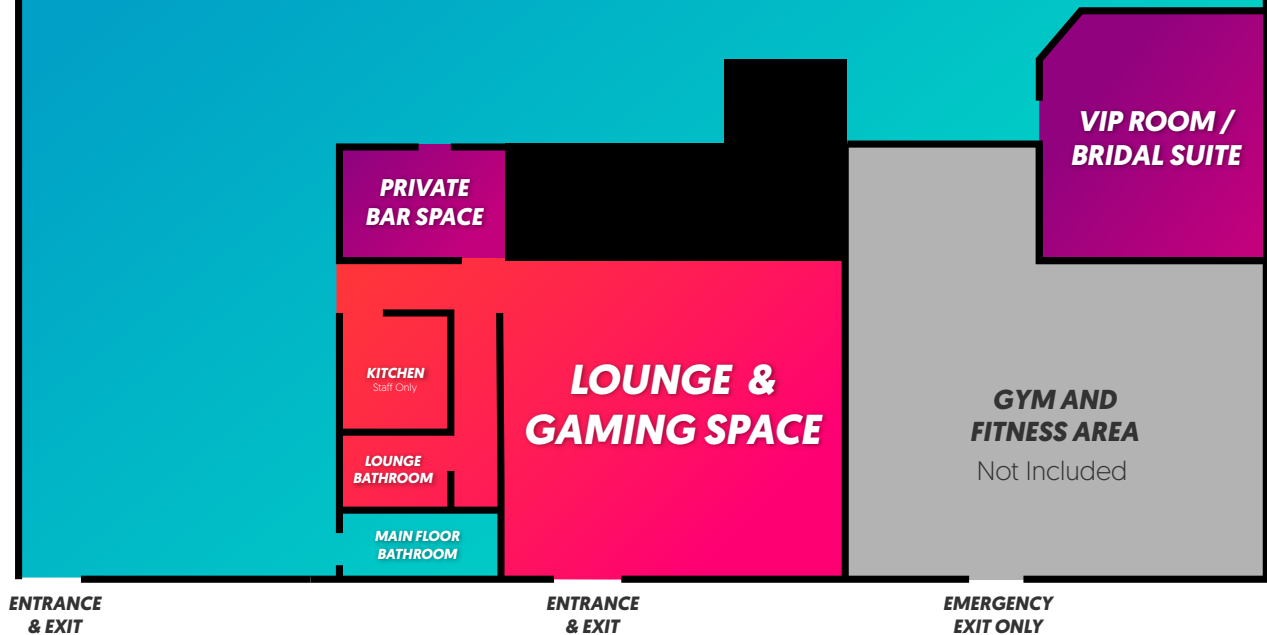 VIP ROOM /
BRIDAL SUITE
PRIVATE
BAR SPACE
KITCHEN
Staff Only
LOUNGE &
GAMING SPACE
GYM AND
FITNESS AREA
Not Included
LOUNGE
BATHROOM
MAIN FLOOR
BATHROOM
ENTRANCE
& EXIT
ENTRANCE
& EXIT
EMERGENCY
EXIT ONLY